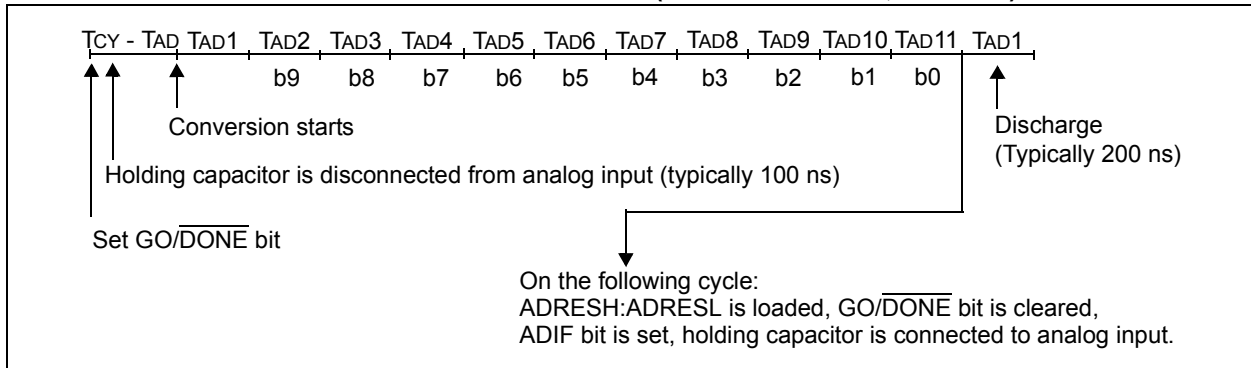 TCY - TAD TAD1 TAD2 TAD3 TAD4 TAD5 TAD6 TAD7 TAD8 TAD9 TAD10 TAD11 TAD1
b9 b8 b7 b6 b5 b4 b3 b2 b1 b0
Conversion starts
Discharge
(Typically 200 ns)
Holding capacitor is disconnected from analog input (typically 100 ns)
Set GO/DONE bit
On the following cycle:
ADRESH:ADRESL is loaded, GO/DONE bit is cleared,
ADIF bit is set, holding capacitor is connected to analog input.